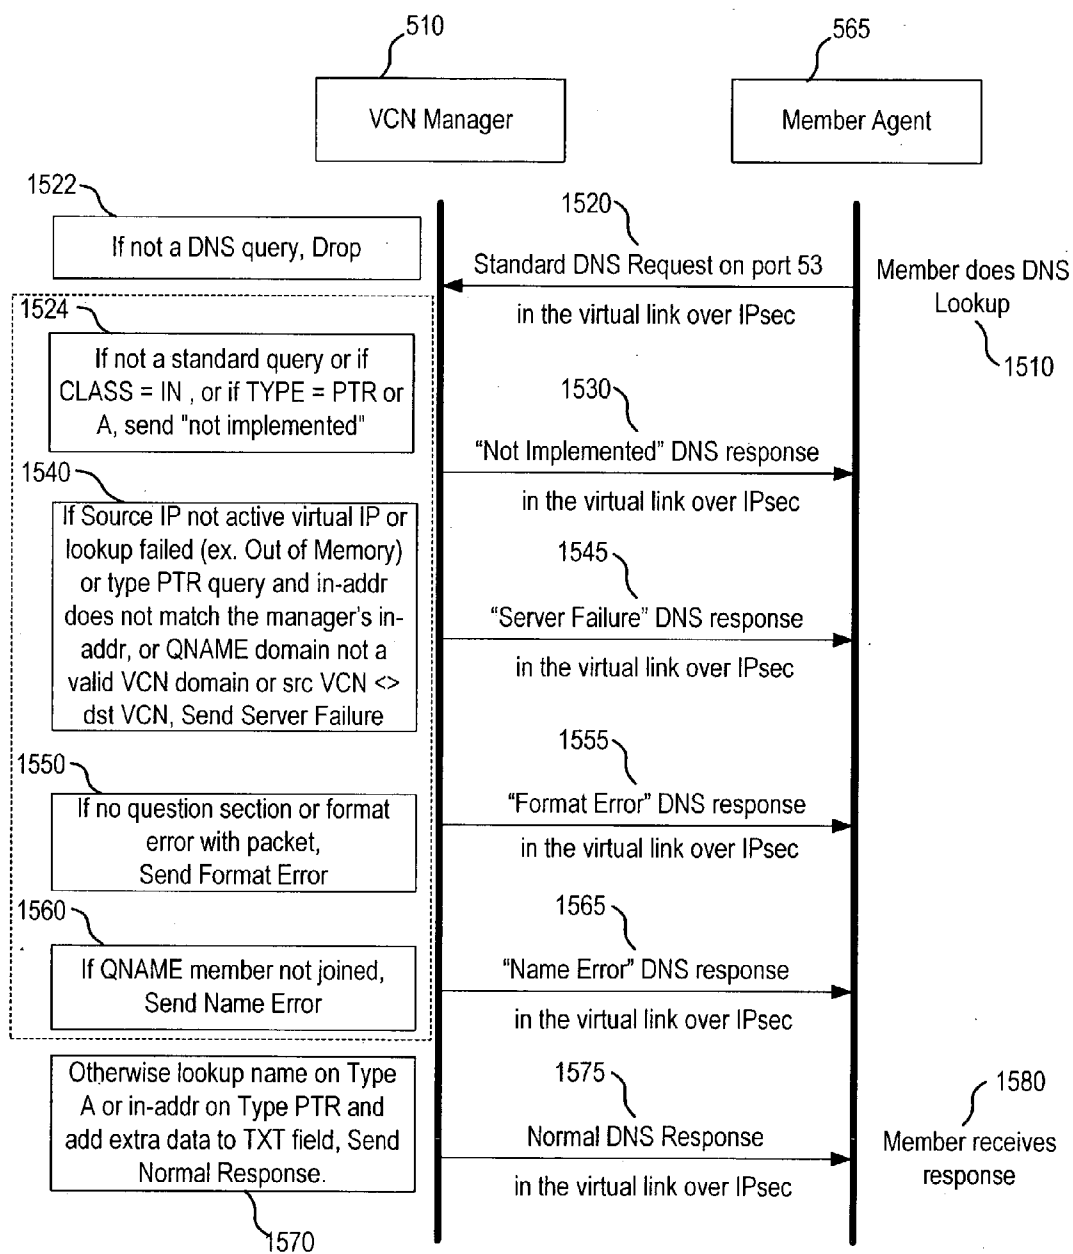 510
565
VCN Manager
Member Agent
1522
If not a DNS query, Drop
1520
Standard DNS Request on port 53
in the virtual link over IPsec
Member does DNS
Lookup
1510
1524
If not a standard query or if
CLASS = IN , or if TYPE = PTR or
A, send "not implemented"
1530
“Not Implemented” DNS response
in the virtual link over IPsec
1540
If Source IP not active virtual IP or
lookup failed (ex. Out of Memory)
or type PTR query and in-addr
does not match the manager's in-
addr, or QNAME domain not a
valid VCN domain or src VCN <>
dst VCN, Send Server Failure
1545
“Server Failure” DNS response
in the virtual link over IPsec
1550
If no question section or format
error with packet,
Send Format Error
1555
“Format Error” DNS response
in the virtual link over IPsec
1560
If QNAME member not joined,
Send Name Error
1565
“Name Error” DNS response
in the virtual link over IPsec
Otherwise lookup name on Type
A or in-addr on Type PTR and
add extra data to TXT field, Send
Normal Response.
1570
1575
Normal DNS Response
in the virtual link over IPsec
1580
Member receives
response